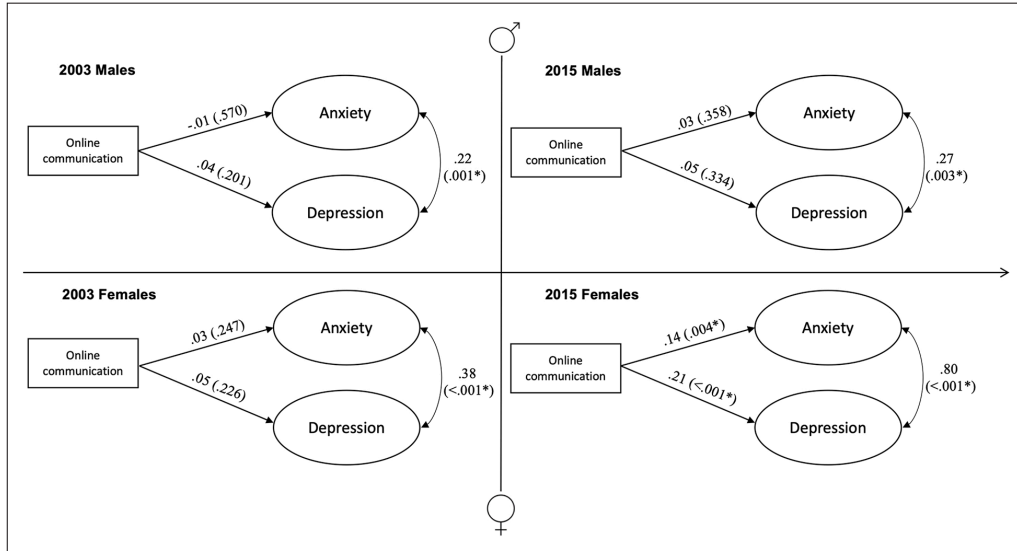 2003 Males
Online
communication
-.01 (.570)
.04 (.201)
Anxiety
Depression
.22
(.001*)
2015 Males
Online
communication
.03 (.358)
.05 (.334)
Anxiety
Depression
.27
(.003*)
2003 Females
Online
communication
.03 (.247)
.05 (.226)
Anxiety
Depression
.38
(<.001*)
2015 Females
Online
communication
.14 (.004*)
.21 (<.001*)
Anxiety
Depression
.80
(<.001*)